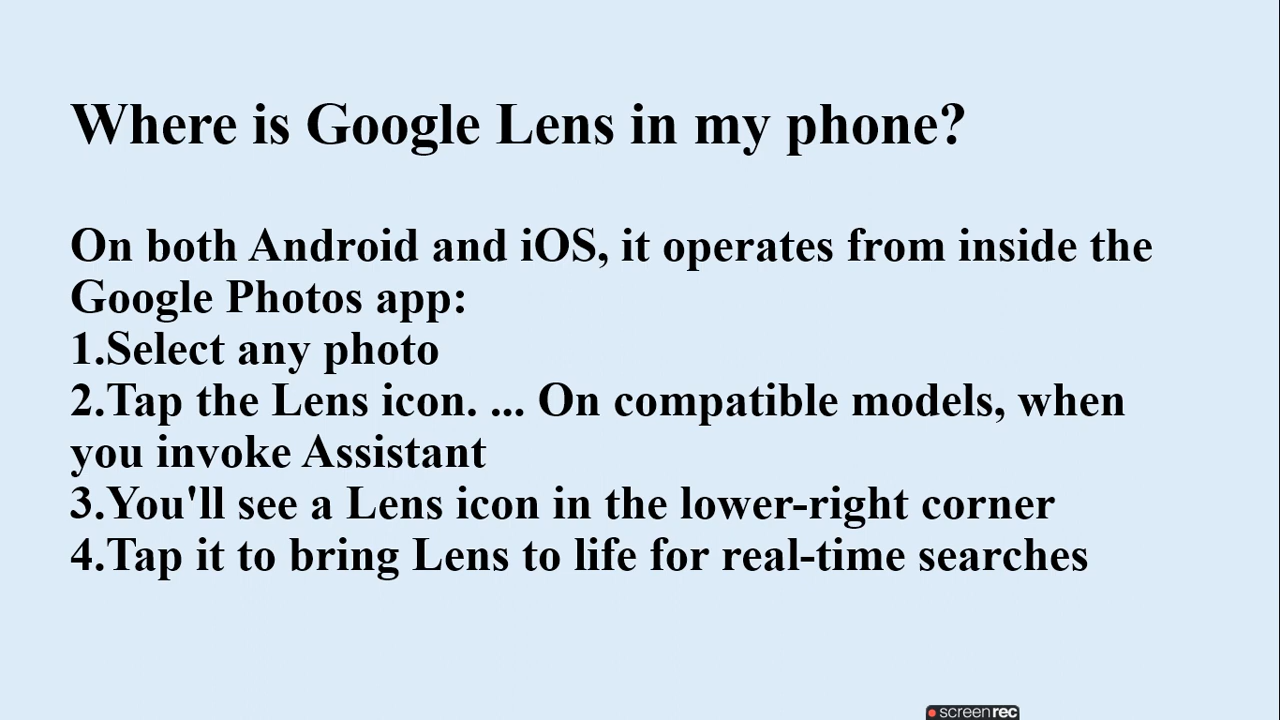 Where is Google Lens in my phone?
On both Android and iOS, it operates from inside the
Google Photos app:
1.Select any photo
2.Tap the Lens icon. ... On compatible models, when
you invoke Assistant
3.You'll see a Lens icon in the lower-right corner
4.Tap it to bring Lens to life for real-time searches
screenrec